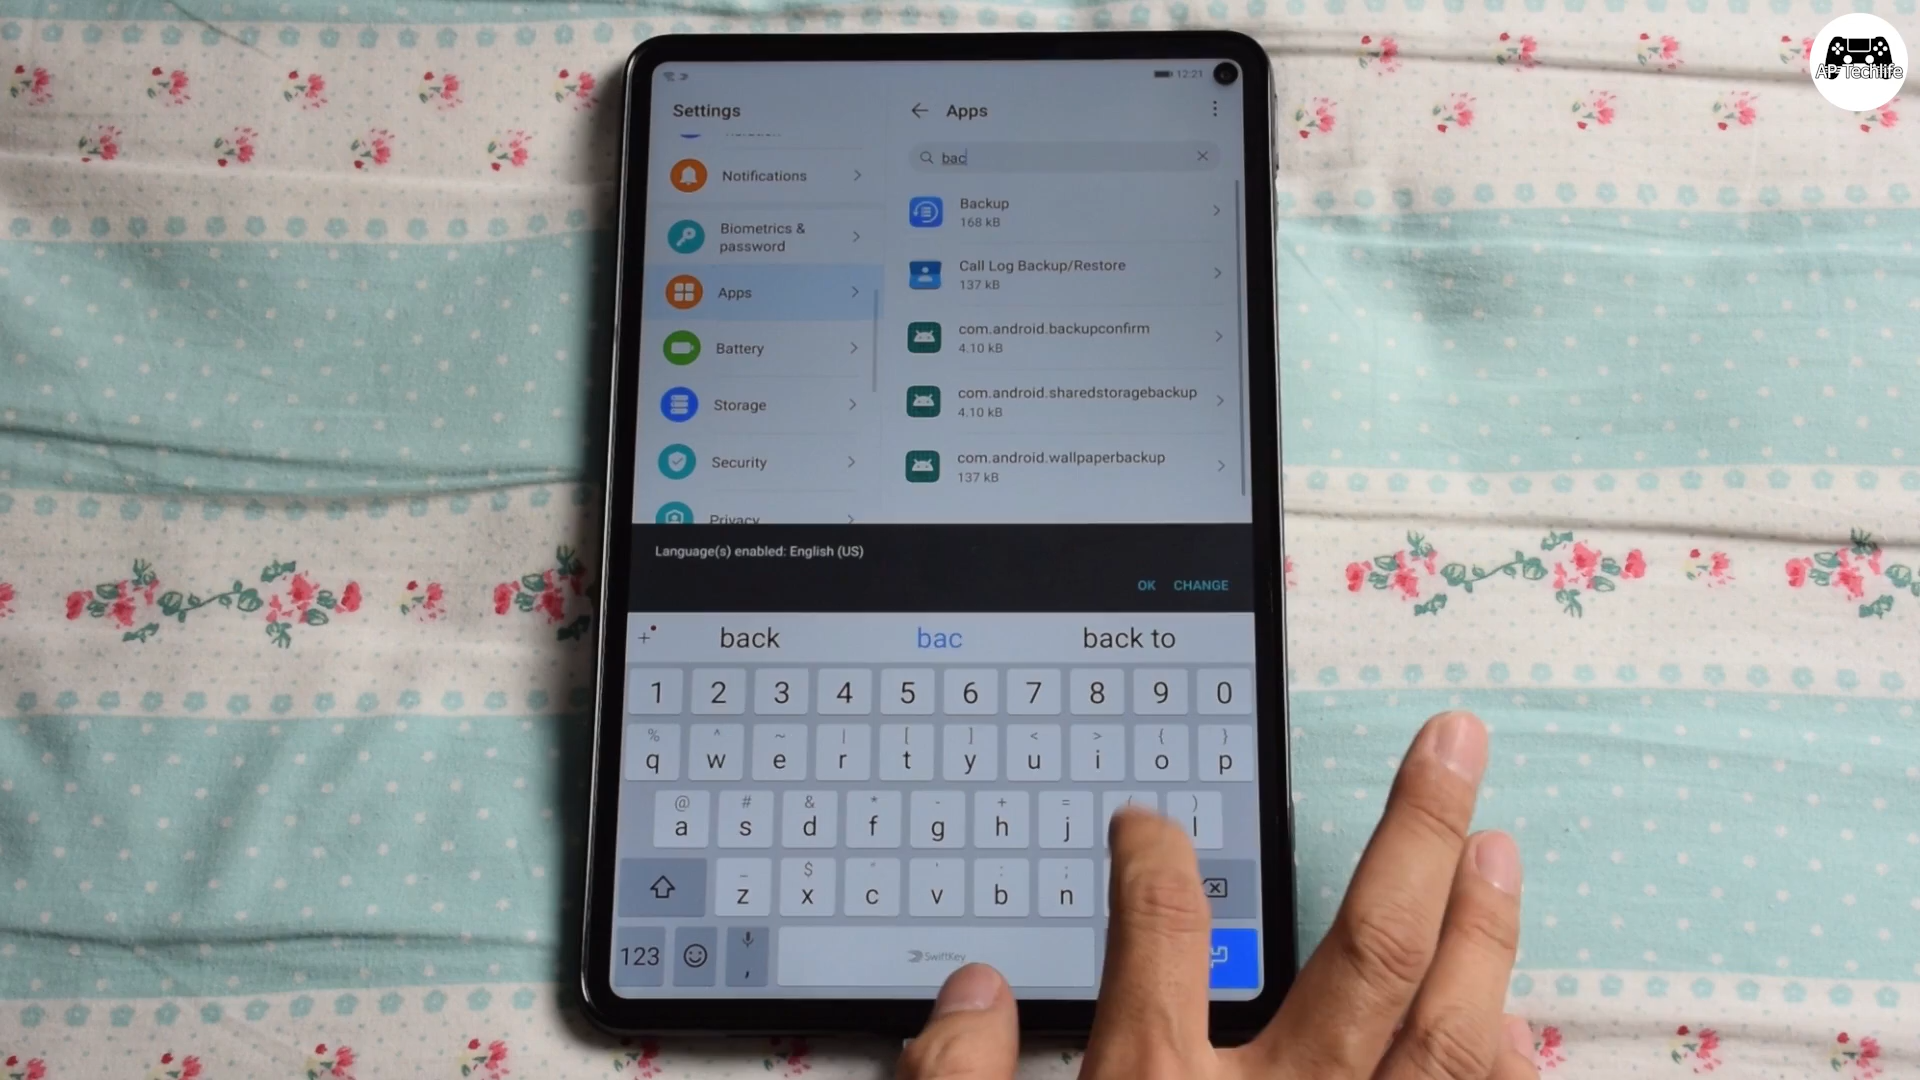 AP Techlife
12:21
Settings
Apps
bac
Notifications
Biometrics &
password
Apps
Battery
Storage
Security
Privacy
Backup
168 kB
Call Log Backup/Restore
137 kB
com.android.backupconfirm
4.10 kB
com.android.sharedstoragebackup
4.10 kB
com.android.wallpaperbackup
137 kB
Language(s) enabled: English (US)
OK CHANGE
+ back bac back to
1 2 3 4 5 6 7 8 9 0
% ^ ~ | [ ] < > { }
q w e r t y u i o p
@ # & * - + = ( )
a s d f g h j l
_ $ " ' : ;
z x c v b n
123 , SwiftKey